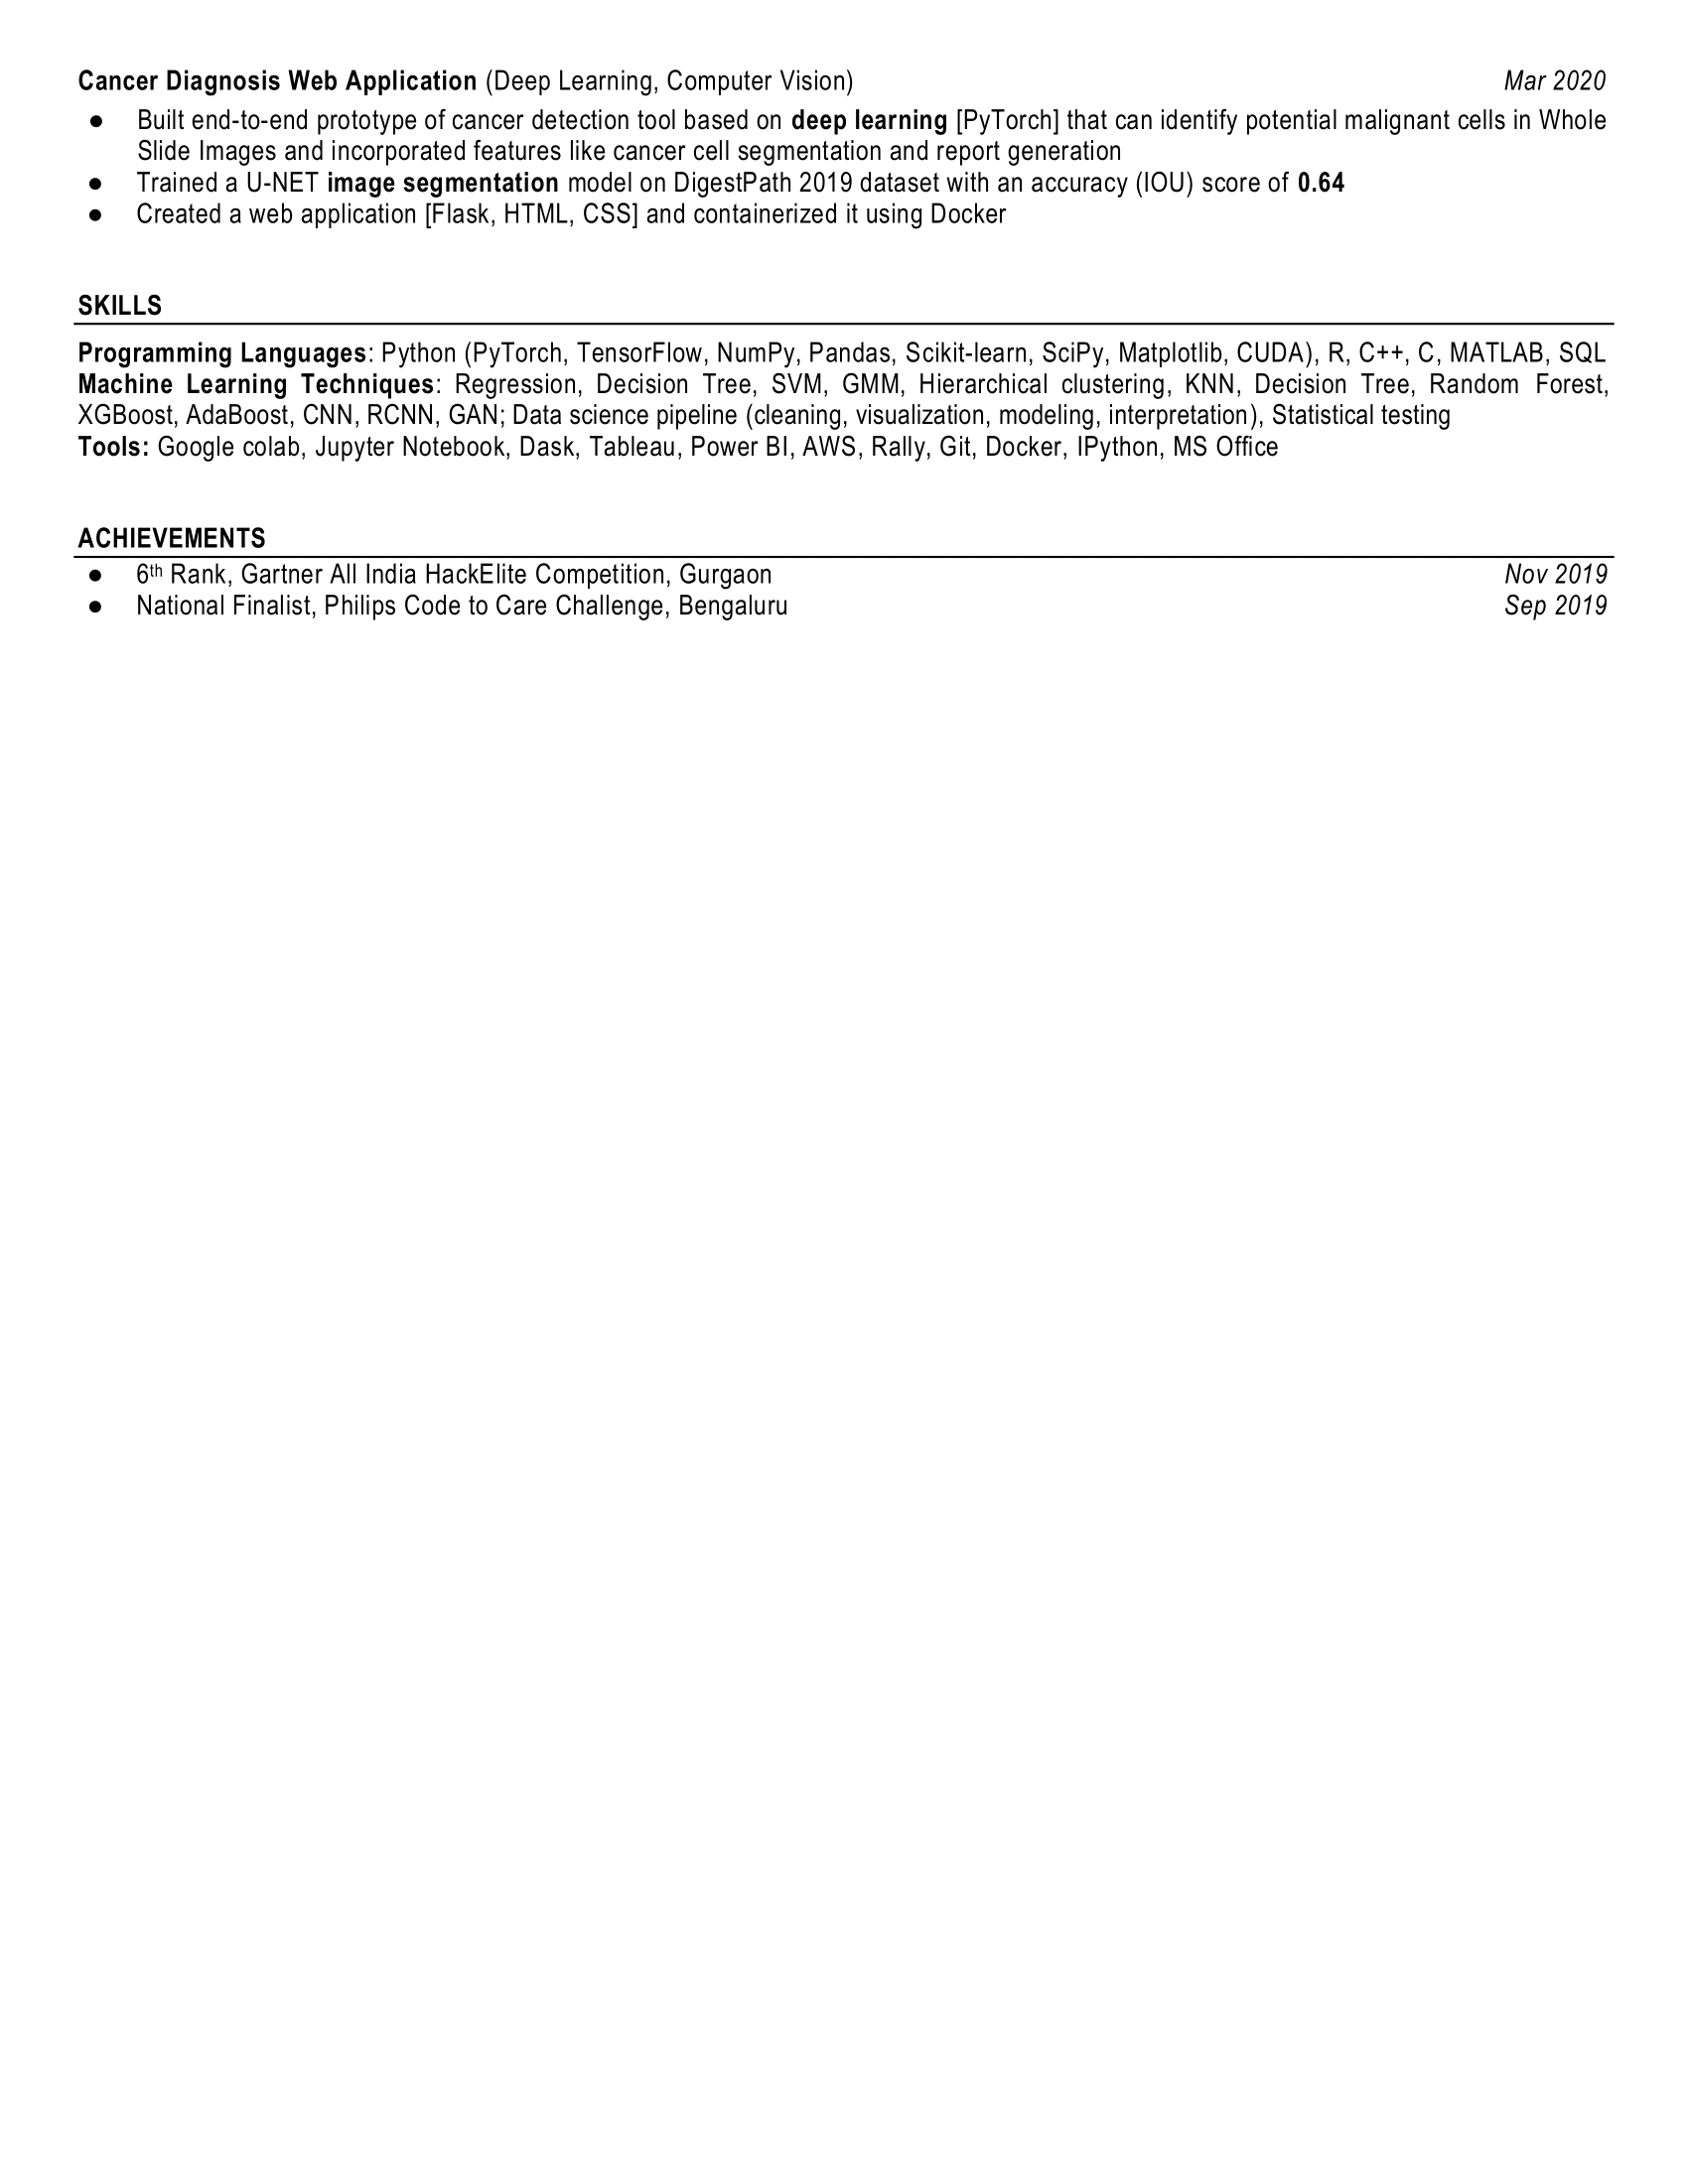 Cancer Diagnosis Web Application (Deep Learning, Computer Vision) Mar 2020
● Built end-to-end prototype of cancer detection tool based on deep learning [PyTorch] that can identify potential malignant cells in Whole
Slide Images and incorporated features like cancer cell segmentation and report generation
● Trained a U-NET image segmentation model on DigestPath 2019 dataset with an accuracy (IOU) score of 0.64
● Created a web application [Flask, HTML, CSS] and containerized it using Docker
SKILLS
Programming Languages: Python (PyTorch, TensorFlow, NumPy, Pandas, Scikit-learn, SciPy, Matplotlib, CUDA), R, C++, C, MATLAB, SQL
Machine Learning Techniques: Regression, Decision Tree, SVM, GMM, Hierarchical clustering, KNN, Decision Tree, Random Forest,
XGBoost, AdaBoost, CNN, RCNN, GAN; Data science pipeline (cleaning, visualization, modeling, interpretation), Statistical testing
Tools: Google colab, Jupyter Notebook, Dask, Tableau, Power BI, AWS, Rally, Git, Docker, IPython, MS Office
ACHIEVEMENTS
● 6th Rank, Gartner All India HackElite Competition, Gurgaon Nov 2019
● National Finalist, Philips Code to Care Challenge, Bengaluru Sep 2019